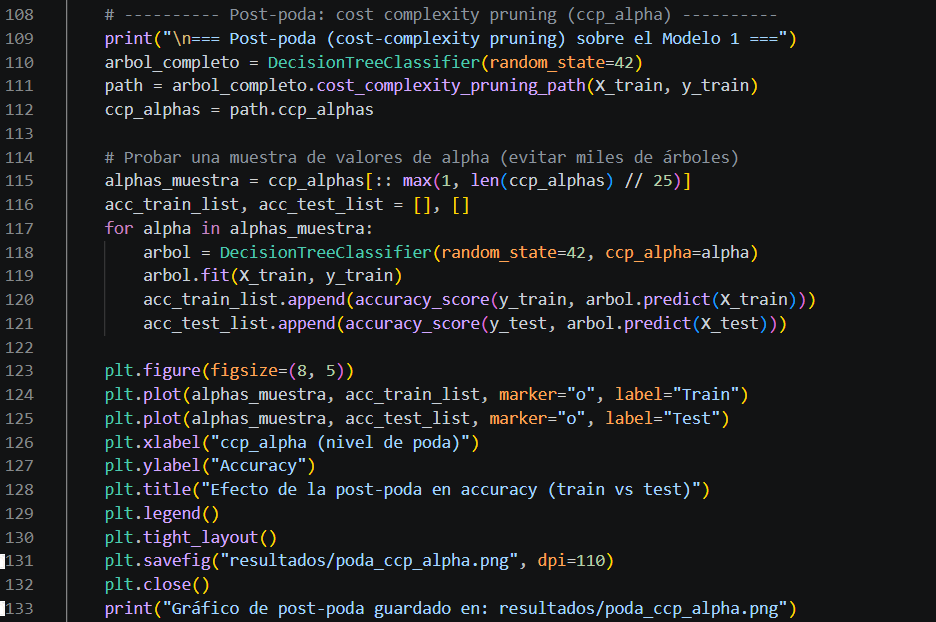 108 # ---------- Post-poda: cost complexity pruning (ccp_alpha) ----------
109 print("\n=== Post-poda (cost-complexity pruning) sobre el Modelo 1 ===")
110 arbol_completo = DecisionTreeClassifier(random_state=42)
111 path = arbol_completo.cost_complexity_pruning_path(X_train, y_train)
112 ccp_alphas = path.ccp_alphas
113
114 # Probar una muestra de valores de alpha (evitar miles de árboles)
115 alphas_muestra = ccp_alphas[:: max(1, len(ccp_alphas) // 25)]
116 acc_train_list, acc_test_list = [], []
117 for alpha in alphas_muestra:
118     arbol = DecisionTreeClassifier(random_state=42, ccp_alpha=alpha)
119     arbol.fit(X_train, y_train)
120     acc_train_list.append(accuracy_score(y_train, arbol.predict(X_train)))
121     acc_test_list.append(accuracy_score(y_test, arbol.predict(X_test)))
122
123 plt.figure(figsize=(8, 5))
124 plt.plot(alphas_muestra, acc_train_list, marker="o", label="Train")
125 plt.plot(alphas_muestra, acc_test_list, marker="o", label="Test")
126 plt.xlabel("ccp_alpha (nivel de poda)")
127 plt.ylabel("Accuracy")
128 plt.title("Efecto de la post-poda en accuracy (train vs test)")
129 plt.legend()
130 plt.tight_layout()
131 plt.savefig("resultados/poda_ccp_alpha.png", dpi=110)
132 plt.close()
133 print("Gráfico de post-poda guardado en: resultados/poda_ccp_alpha.png")